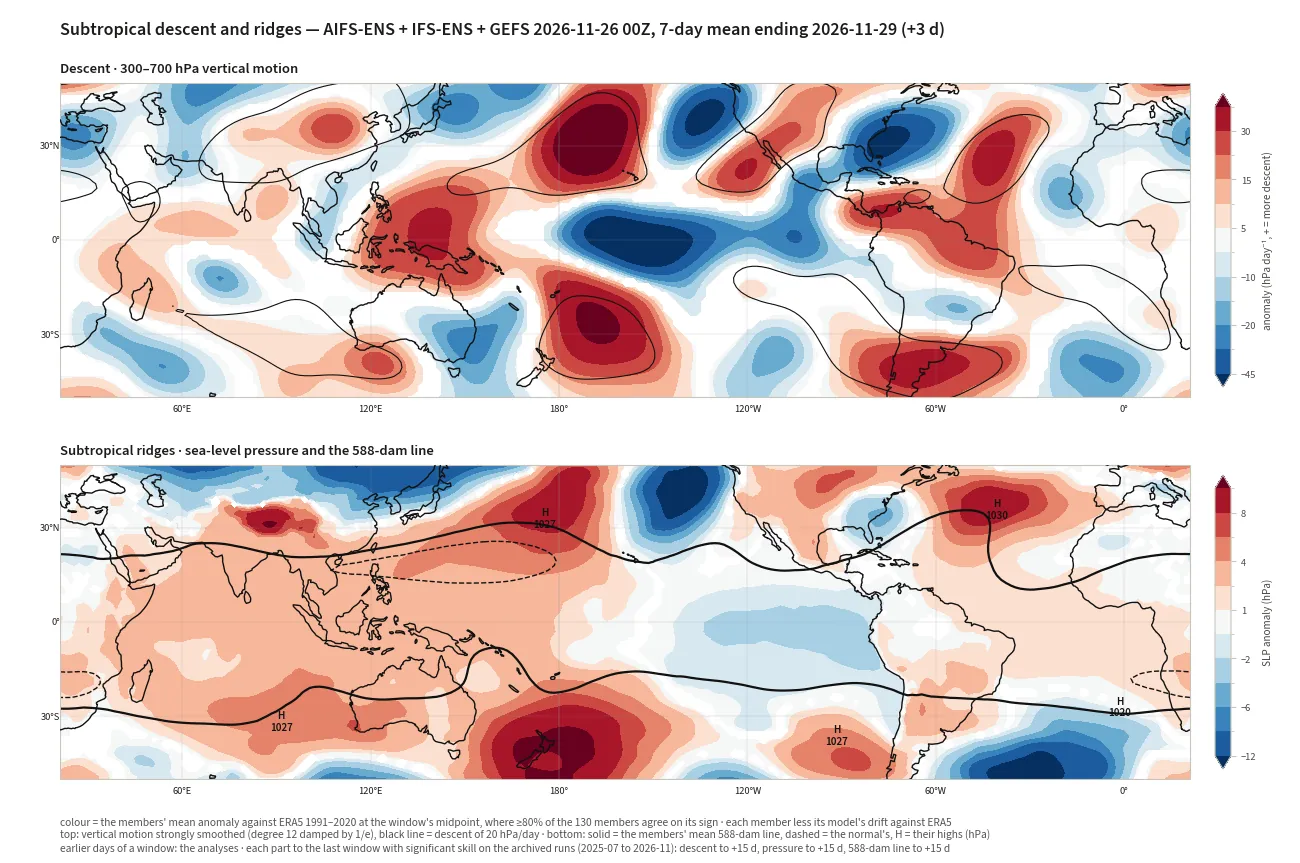 Subtropical descent and ridges — AIFS-ENS + IFS-ENS + GEFS 2026-11-26 00Z, 7-day mean ending 2026-11-29 (+3 d)
Descent · 300–700 hPa vertical motion
30°N
0°
30°S
60°E
120°E
180°
120°W
60°W
0°
30
15
5
−10
−20
−45
anomaly (hPa day⁻¹, + = more descent)
Subtropical ridges · sea-level pressure and the 588-dam line
30°N
0°
30°S
H
1027
H
1030
H
1027
H
1027
H
1020
60°E
120°E
180°
120°W
60°W
0°
8
4
1
−2
−6
−12
SLP anomaly (hPa)
colour = the members' mean anomaly against ERA5 1991–2020 at the window's midpoint, where ≥80% of the 130 members agree on its sign · each member less its model's drift against ERA5
top: vertical motion strongly smoothed (degree 12 damped by 1/e), black line = descent of 20 hPa/day · bottom: solid = the members' mean 588-dam line, dashed = the normal's, H = their highs (hPa)
earlier days of a window: the analyses · each part to the last window with significant skill on the archived runs (2025-07 to 2026-11): descent to +15 d, pressure to +15 d, 588-dam line to +15 d